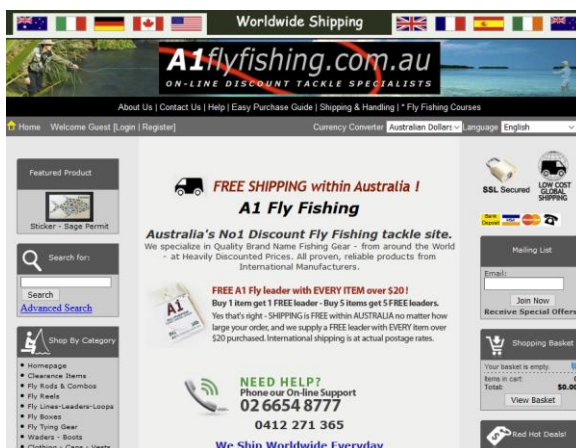 Worldwide Shipping
A1flyfishing.com.au
ON-LINE DISCOUNT TACKLE SPECIALISTS
About Us | Contact Us | Help | Easy Purchase Guide | Shipping & Handling | * Fly Fishing Courses
Home Welcome Guest [Login | Register]
Currency Converter Australian Dollars Language English
Featured Product
Sticker - Sage Permit
Search for:
Search
Advanced Search
Shop By Category
Homepage
Clearance Items
Fly Rods & Combos
Fly Reels
Fly Lines-Leaders-Loops
Fly Boxes
Fly Tying Gear
Waders - Boots
Clothing - Caps - Vests
FREE SHIPPING within Australia !
A1 Fly Fishing
Australia's No1 Discount Fly Fishing tackle site.
We specialize in Quality Brand Name Fishing Gear - from around the World
- at Heavily Discounted Prices. All proven, reliable products from
International Manufacturers.
A1
FREE A1 Fly leader with EVERY ITEM over $20 !
Buy 1 item get 1 FREE leader - Buy 5 items get 5 FREE leaders.
Yes that's right - SHIPPING is FREE within AUSTRALIA no matter how
large your order, and we supply a FREE leader with EVERY item over
$20 purchased. International shipping is at actual postage rates.
NEED HELP?
Phone our On-line Support
02 6654 8777
0412 271 365
We Ship Worldwide Everyday
SSL Secured
LOW COST
GLOBAL
SHIPPING
Bank
Deposit
VISA
Mailing List
Email:
Join Now
Receive Special Offers
Shopping Basket
Your basket is empty.
Items in cart: 0
Total: $0.00
View Basket
Red Hot Deals!